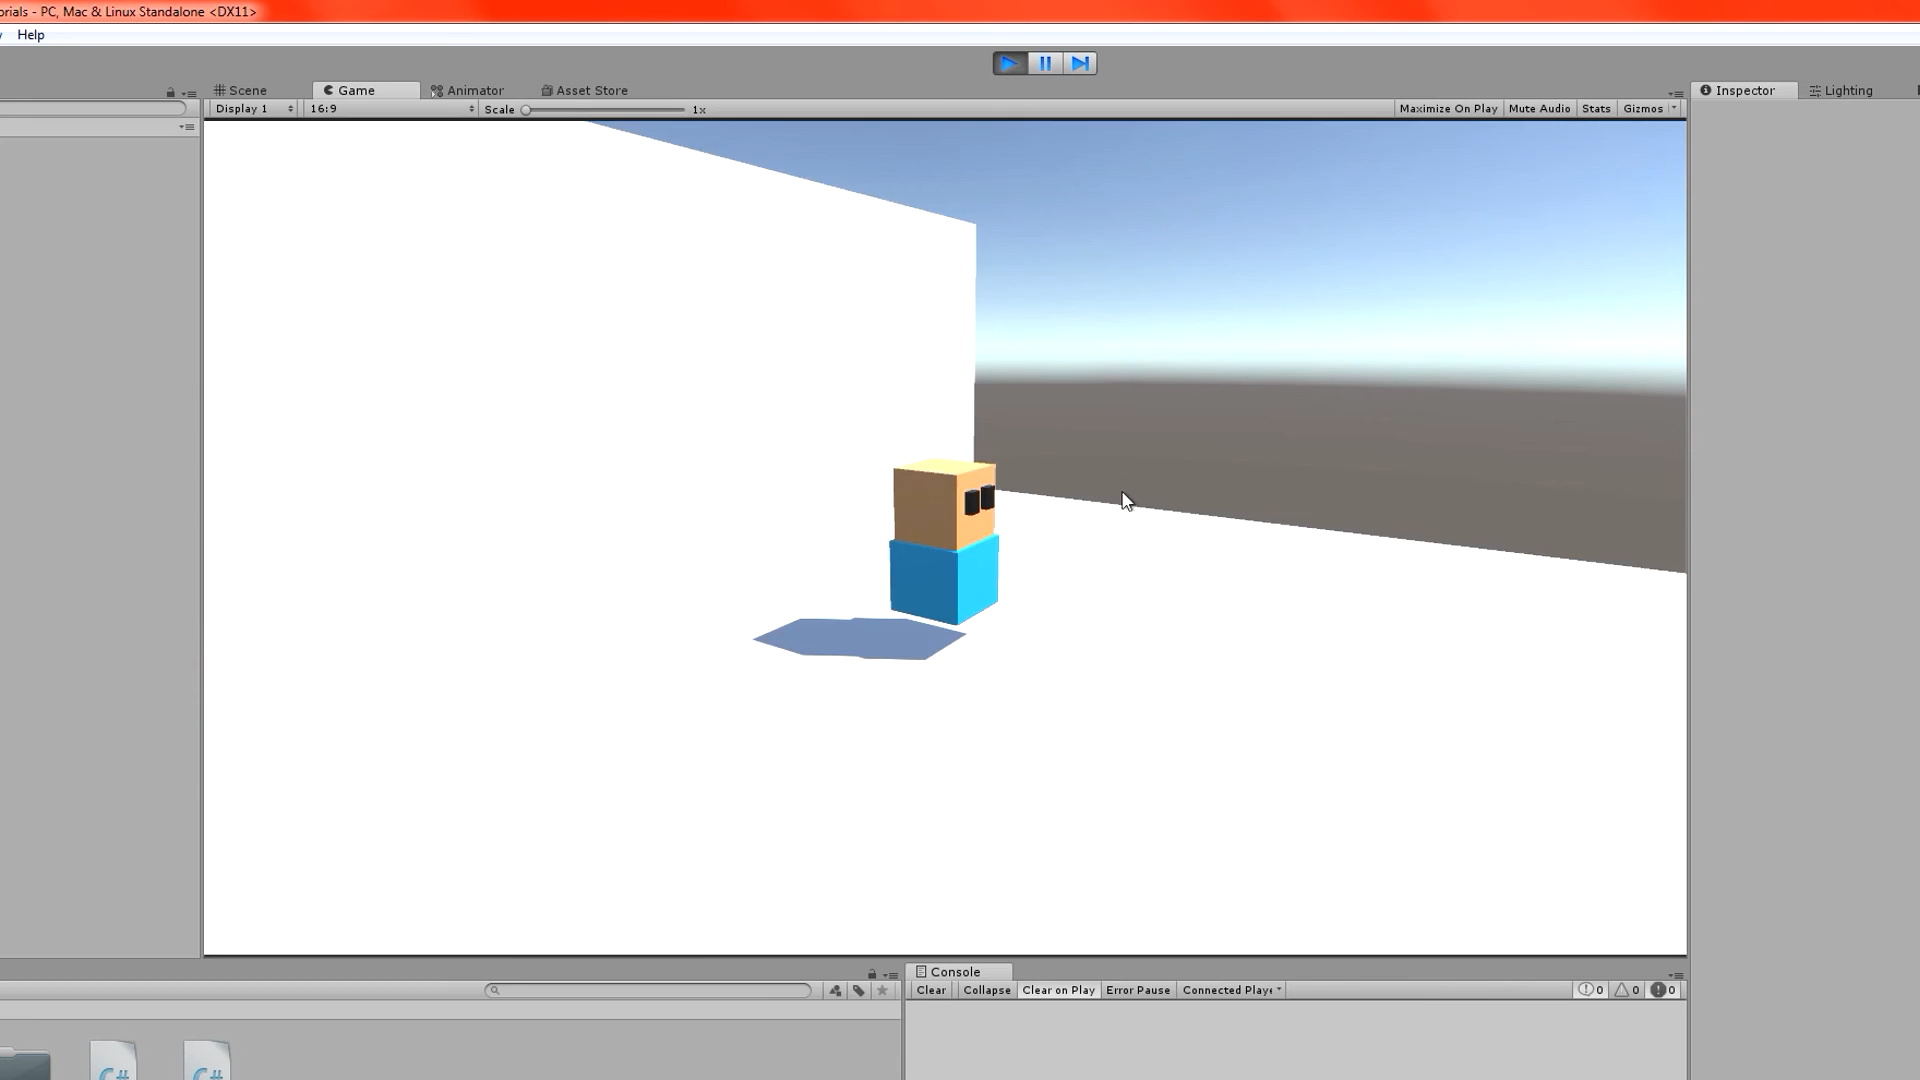 orials - PC, Mac & Linux Standalone <DX11>
Help
Scene Game Animator Asset Store Inspector Lighting
Display 1 16:9 Scale 1x Maximize On Play Mute Audio Stats Gizmos
Console
Clear Collapse Clear on Play Error Pause Connected Playe 0 0 0
C# C#